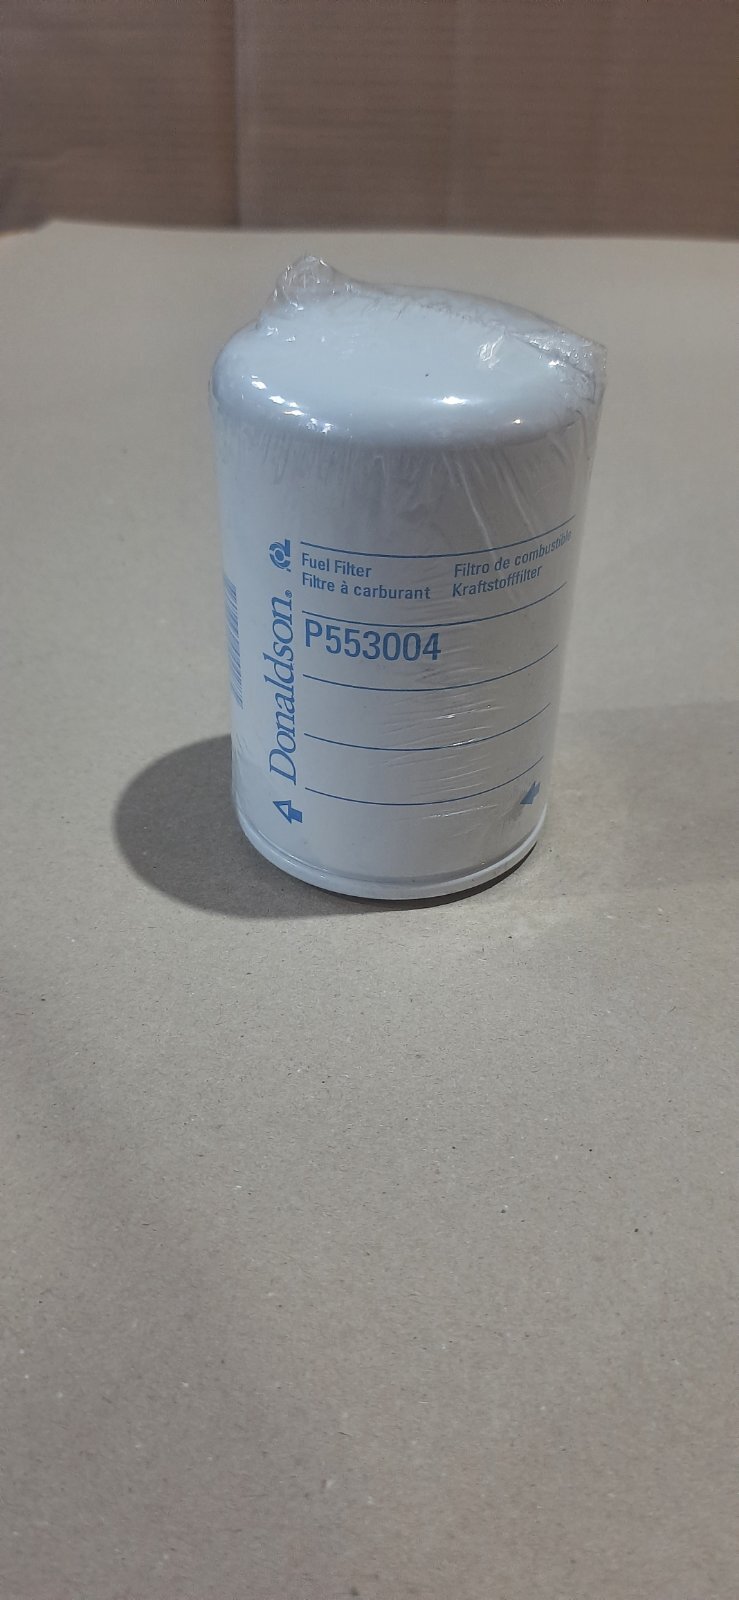 Donaldson®
Fuel Filter
Filtre à carburant
Filtro de combustible
Kraftstofffilter
P553004